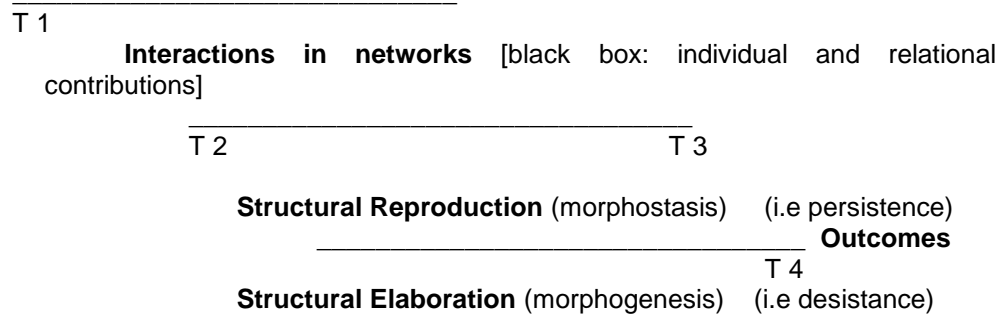 T 1
Interactions in networks [black box: individual and relational
contributions]
T 2 T 3
Structural Reproduction (morphostasis) (i.e persistence)
Outcomes
T 4
Structural Elaboration (morphogenesis) (i.e desistance)